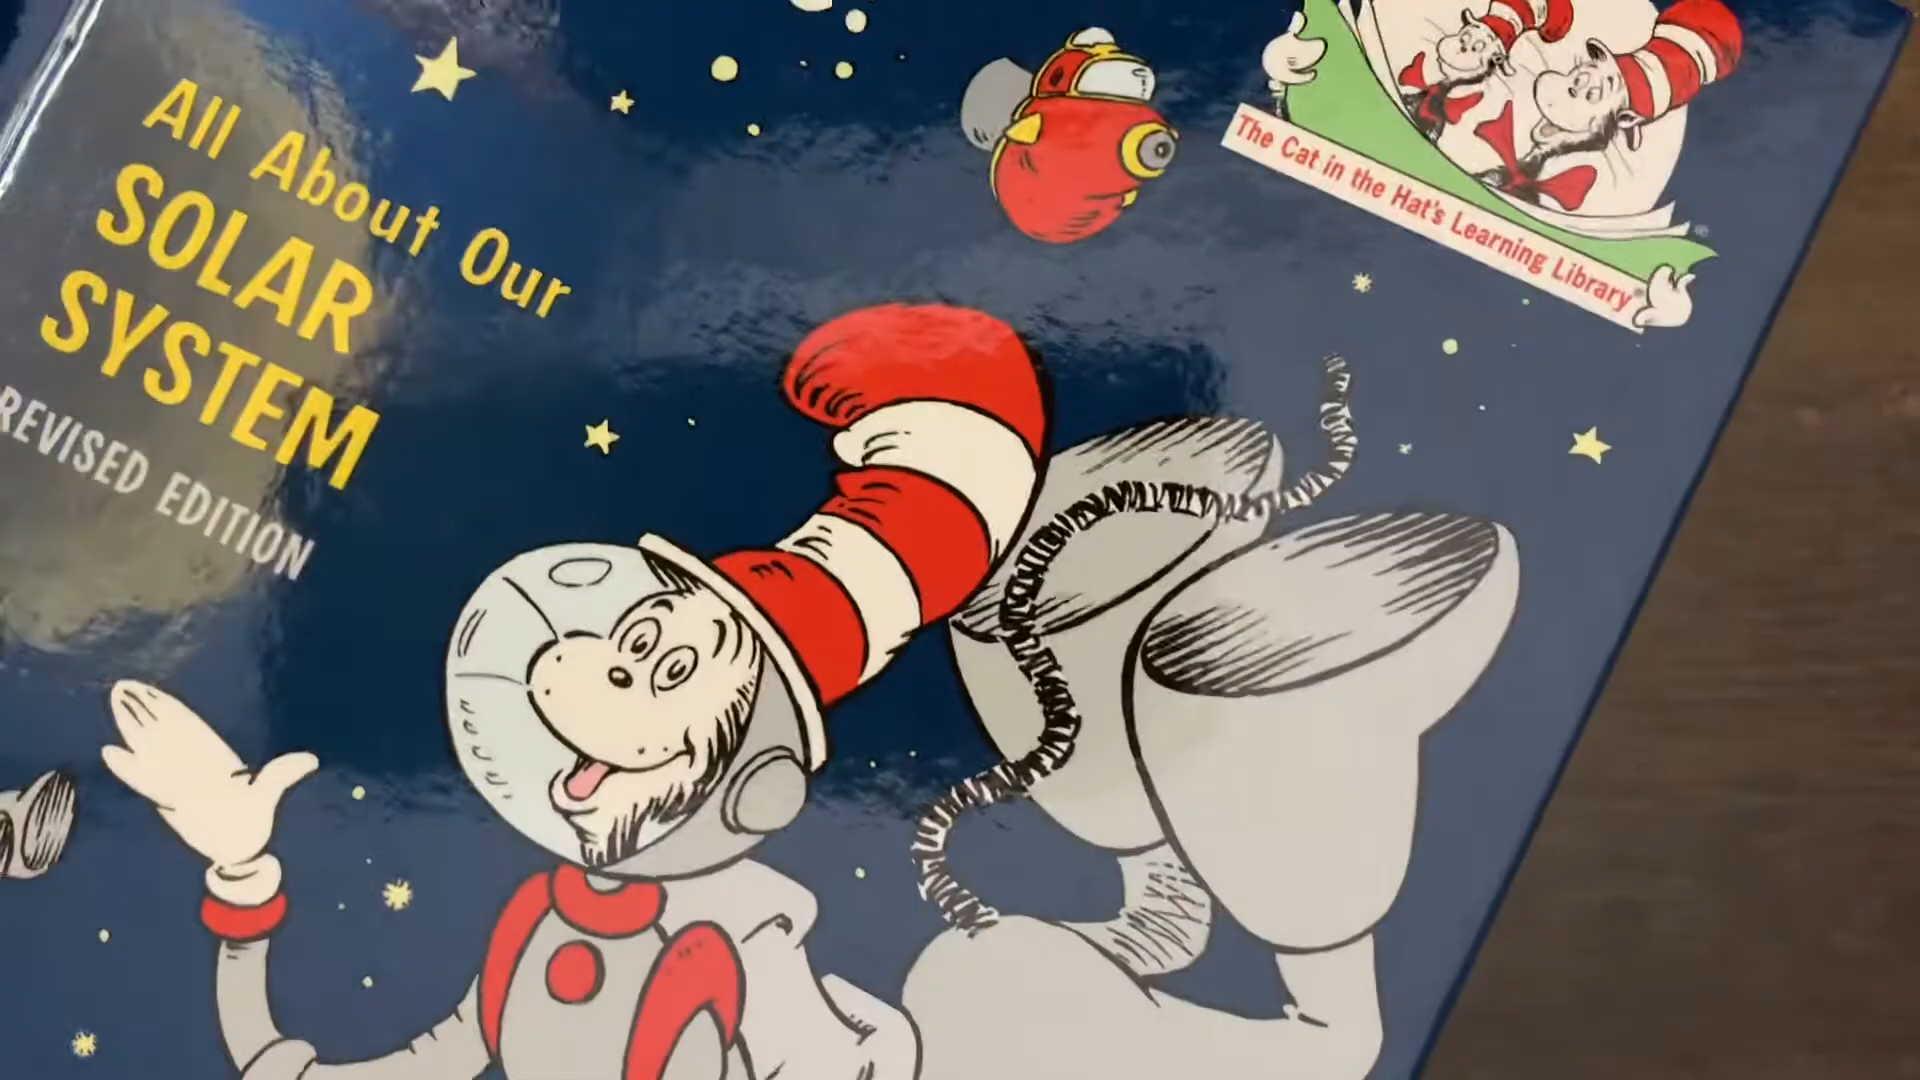 All About Our
SOLAR
SYSTEM
REVISED EDITION
The Cat in the Hat's Learning Library®